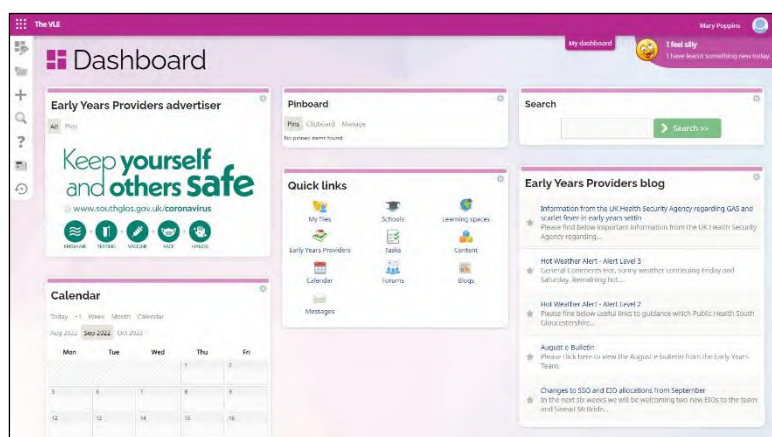 The VLE
Mary Poppins
Dashboard
My dashboard
I feel silly
I have learnt something new today.
Early Years Providers advertiser
Ad Pins
Keep yourself
and others safe
www.southglos.gov.uk/coronavirus
FRESH AIR TESTING VACCINE FACE HANDS
Calendar
Today ~1 Week Month Calendar
Aug 2022 Sep 2022 Oct 2022
Mon Tue Wed Thu Fri
1 2
5 6 7 8 9
12 13 14 15 16
Pinboard
Pins Clipboard Manage
No pinned items found
Quick links
My files Schools Learning spaces
Early Years Providers Tasks Content
Calendar Forums Blogs
Messages
Search
Search >>
Early Years Providers blog
Information from the UK Health Security Agency regarding GAS and
scarlet fever in early years settin
Please find below important information from the UK Health Security
Agency regarding...
Hot Weather Alert - Alert Level 3
General Comments Hot, sunny weather continuing Friday and
Saturday. Remaining hot...
Hot Weather Alert - Alert Level 2
Please fine below useful links to guidance which Public Health South
Gloucestershire...
August e-Bulletin
Please click here to view the August e-bulletin from the Early Years
Team.
Changes to SSO and EIO allocations from September
In the next six weeks we will be welcoming two new EIOs to the team
and Sinead McBride...